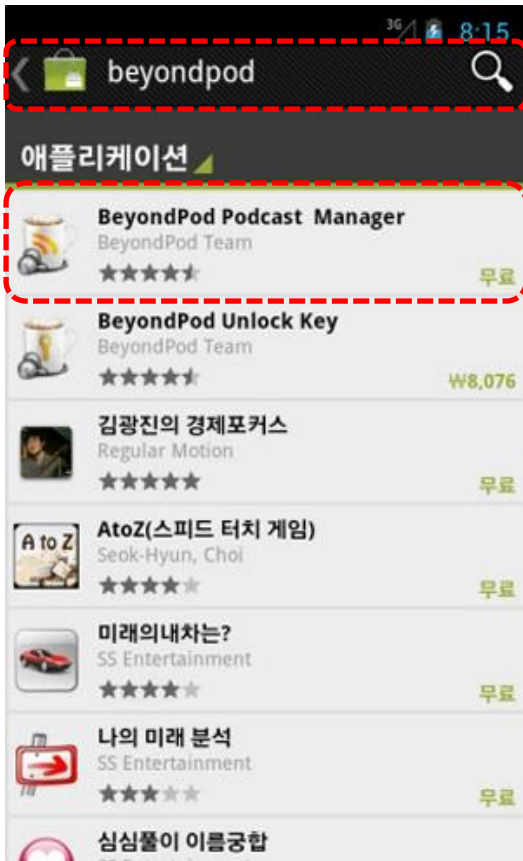 3G 8:15
beyondpod
애플리케이션
BeyondPod Podcast Manager
BeyondPod Team
무료
BeyondPod Unlock Key
BeyondPod Team
₩8,076
김광진의 경제포커스
Regular Motion
무료
A to Z
AtoZ(스피드 터치 게임)
Seok-Hyun, Choi
무료
미래의내차는?
SS Entertainment
무료
나의 미래 분석
SS Entertainment
무료
심심풀이 이름궁합